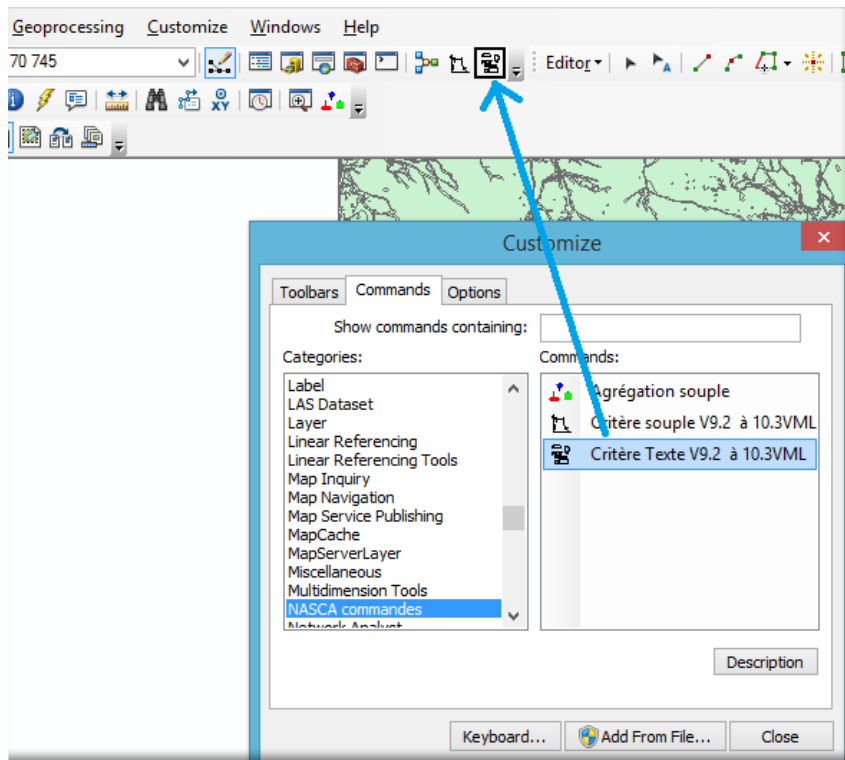 Geoprocessing Customize Windows Help
70 745
Editor
XY
Customize
Toolbars Commands Options
Show commands containing:
Categories: Commands:
Label
LAS Dataset
Layer
Linear Referencing
Linear Referencing Tools
Map Inquiry
Map Navigation
Map Service Publishing
MapCache
MapServerLayer
Miscellaneous
Multidimension Tools
NASCA commandes
Network Analyst
Agrégation souple
Critère souple V9.2 à 10.3VML
Critère Texte V9.2 à 10.3VML
Description
Keyboard... Add From File... Close